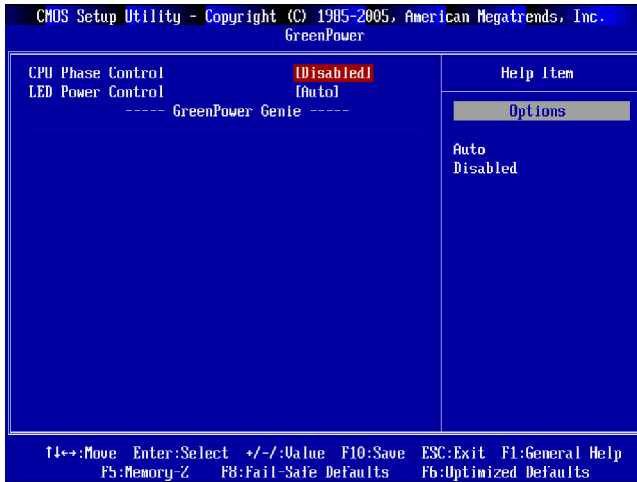 CMOS Setup Utility - Copyright (C) 1985-2005, American Megatrends, Inc.
GreenPower
CPU Phase Control [Disabled]
LED Power Control [Auto]
----- GreenPower Genie -----
Help Item
Options
Auto
Disabled
↑↓←→:Move Enter:Select +/-/:Value F10:Save ESC:Exit F1:General Help
F5:Memory-Z F8:Fail-Safe Defaults F6:Optimized Defaults